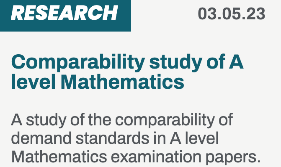 RESEARCH
03.05.23
Comparability study of A
level Mathematics
A study of the comparability of
demand standards in A level
Mathematics examination papers.